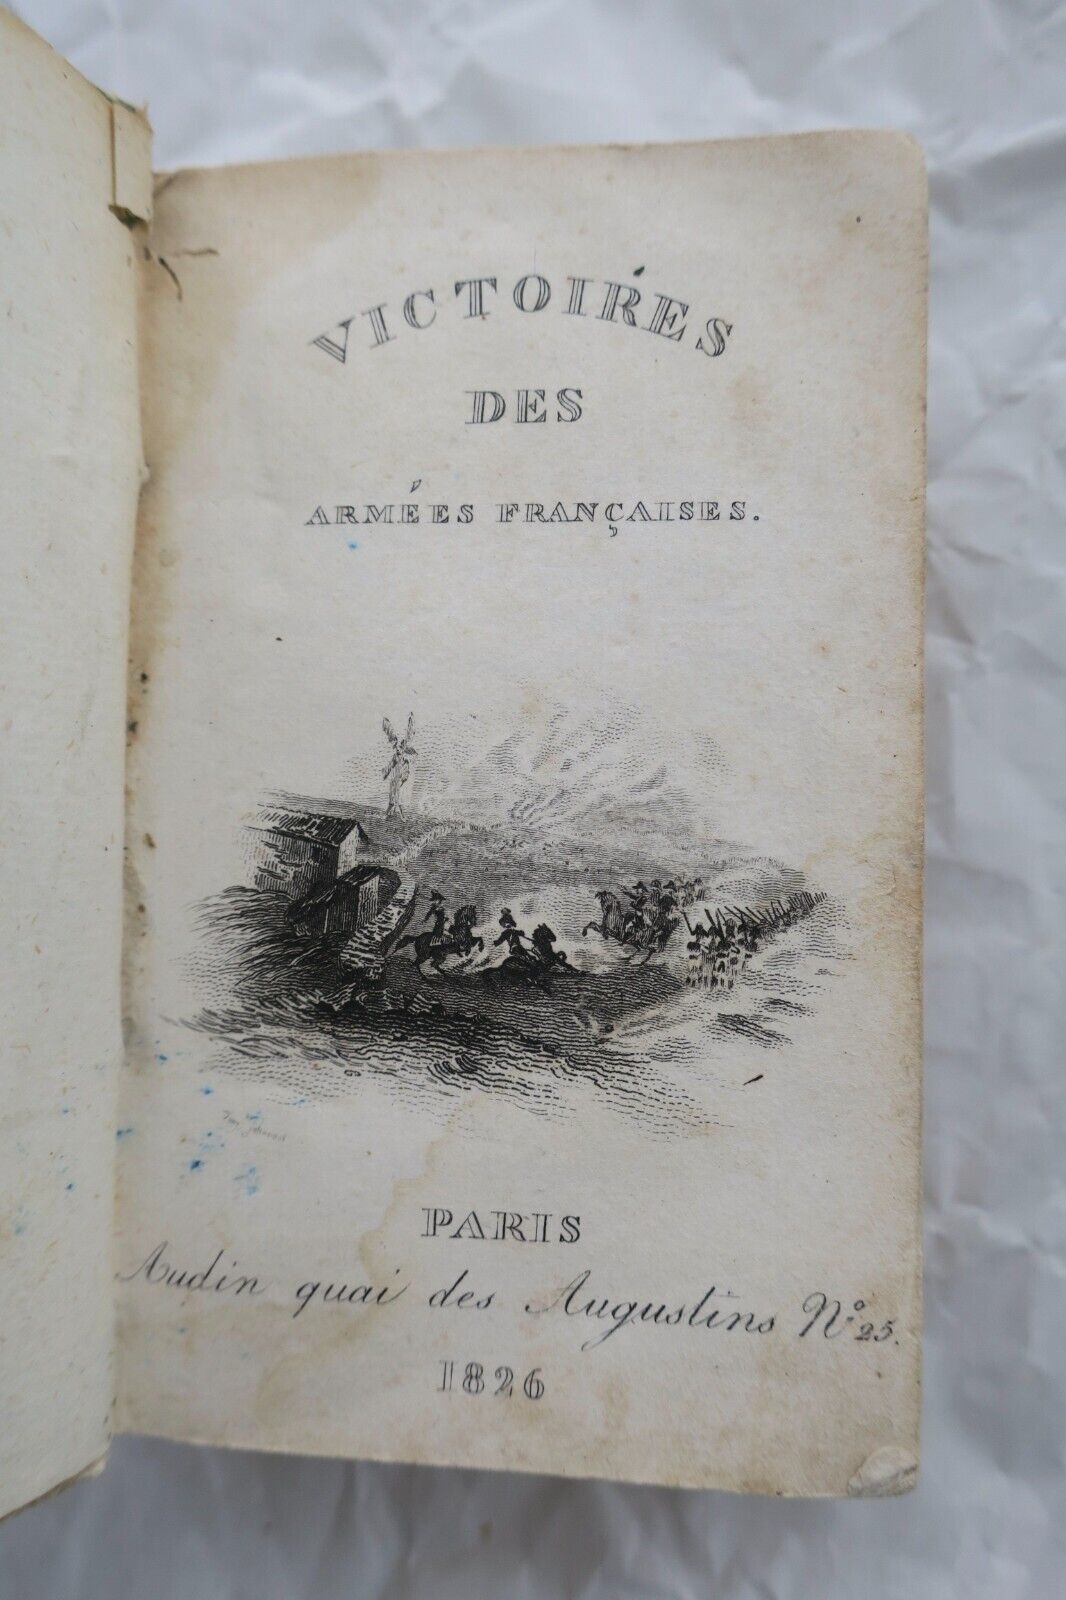 VICTOIRES
DES
ARMÉES FRANÇAISES.
PARIS
Audin quai des Augustins N.º 25.
1826